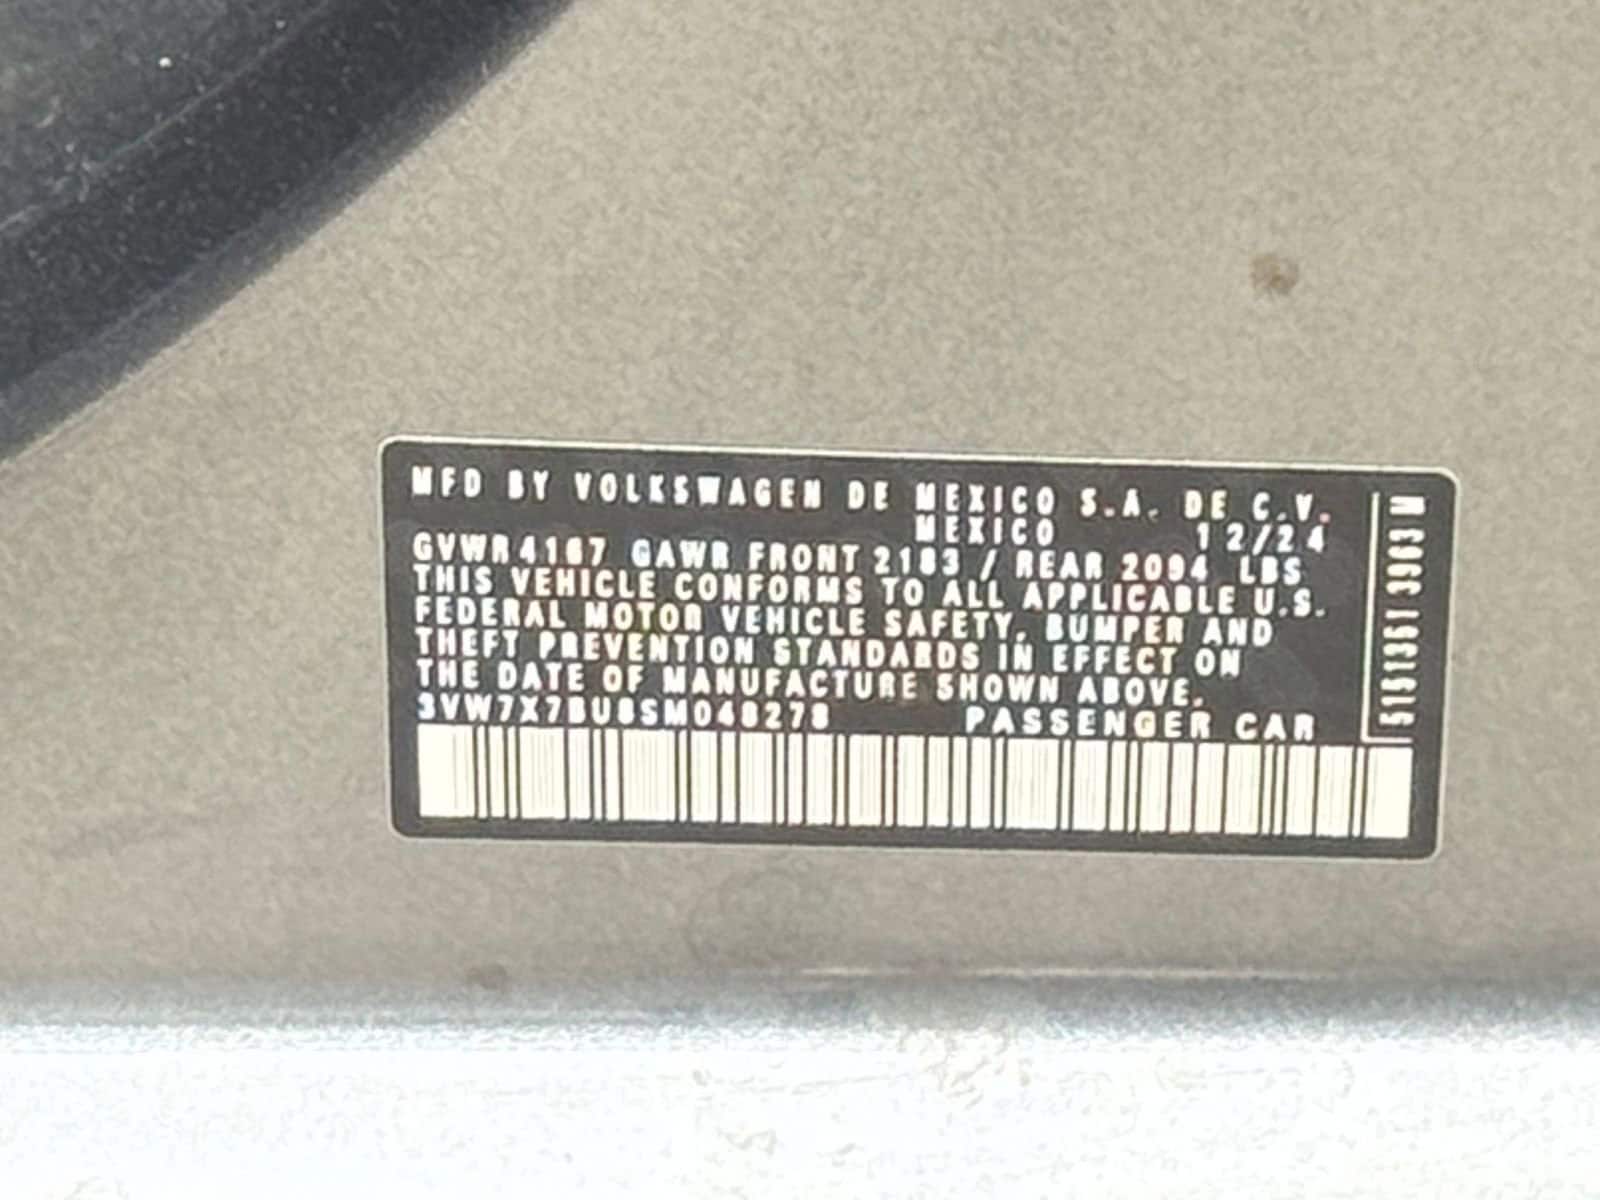 MFD BY VOLKSWAGEN DE MEXICO S.A. DE C.V.
MEXICO 12/24
GVWR 4167 GAWR FRONT 2183 / REAR 2094 LBS
THIS VEHICLE CONFORMS TO ALL APPLICABLE U.S.
FEDERAL MOTOR VEHICLE SAFETY, BUMPER AND
THEFT PREVENTION STANDARDS IN EFFECT ON
THE DATE OF MANUFACTURE SHOWN ABOVE.
3VW7X7BU8SM048278 PASSENGER CAR